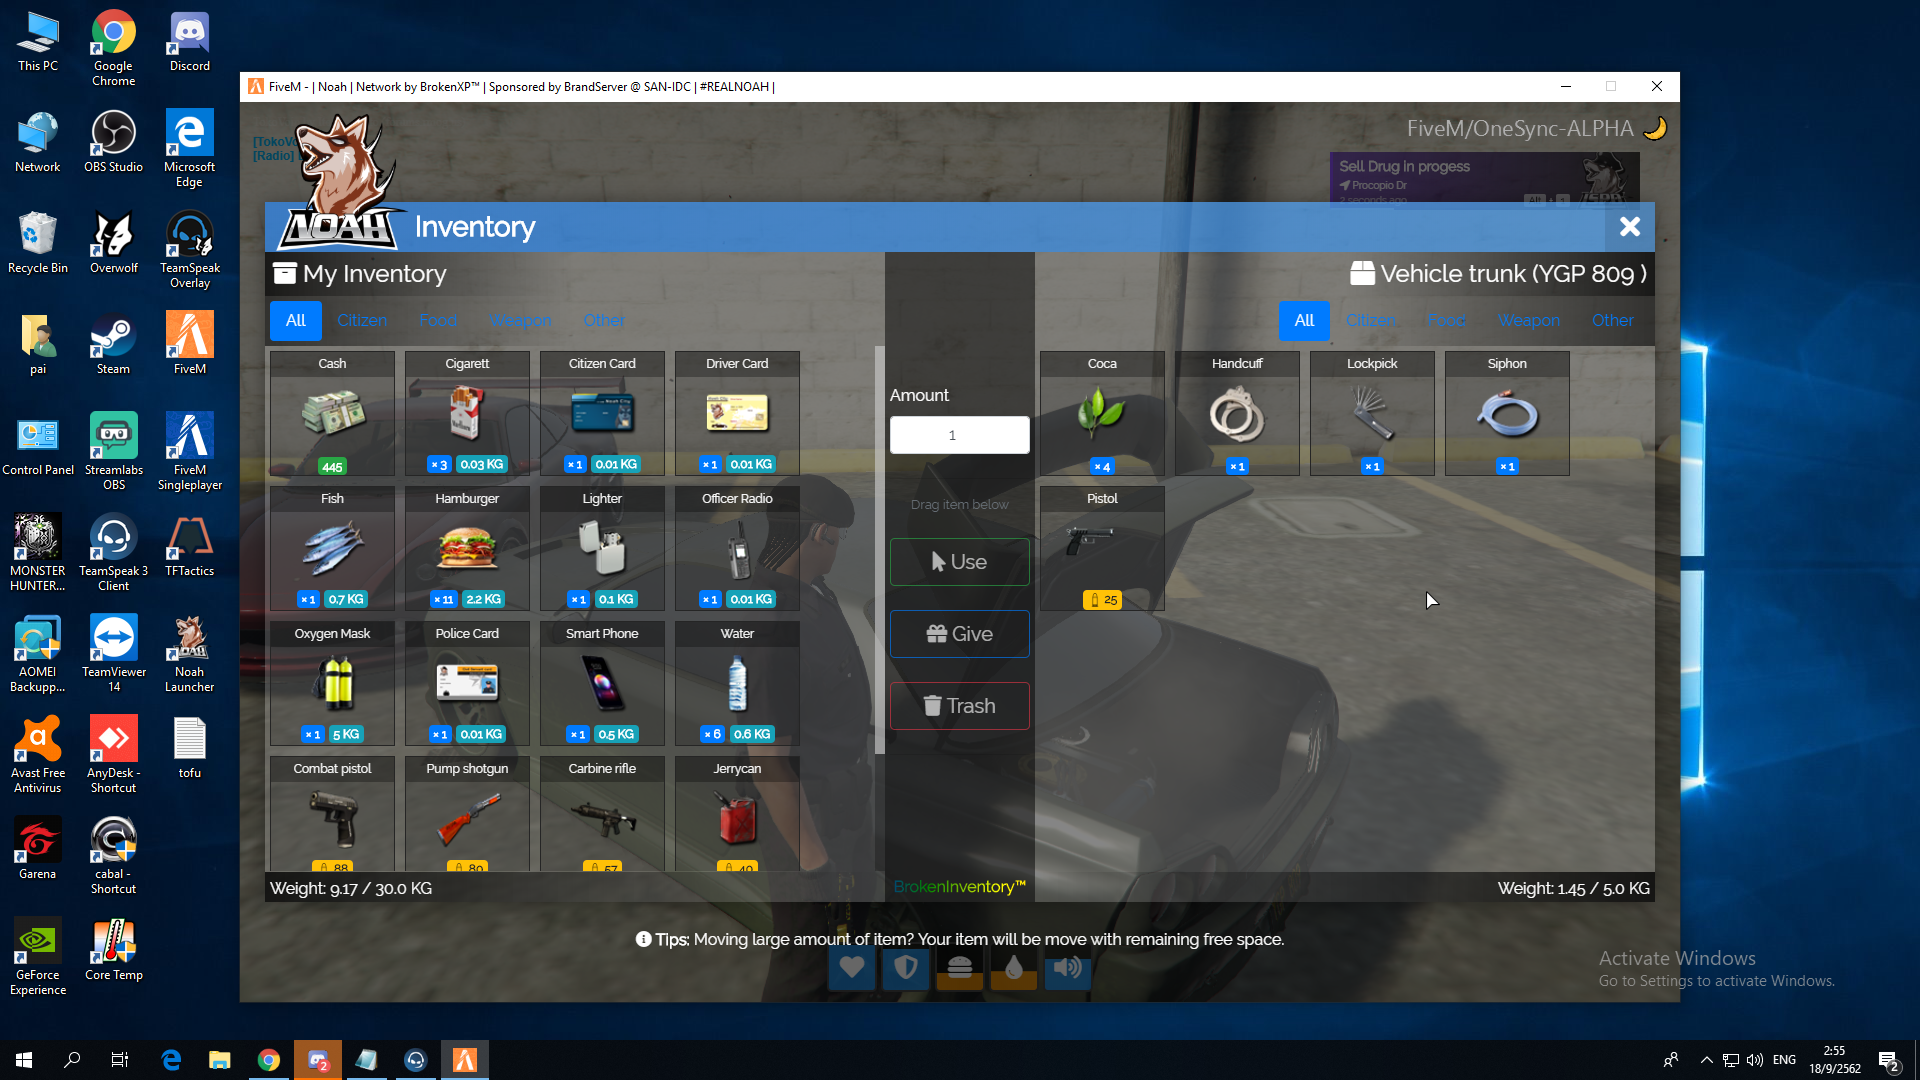 This PC
Google
Chrome
Discord
Network
OBS Studio
Microsoft
Edge
Recycle Bin
Overwolf
TeamSpeak
Overlay
pai
Steam
FiveM
Control Panel
Streamlabs
OBS
FiveM
Singleplayer
MONSTER
HUNTER...
TeamSpeak 3
Client
TFTactics
AOMEI
Backupp...
TeamViewer
14
Noah
Launcher
Avast Free
Antivirus
AnyDesk -
Shortcut
tofu
Garena
cabal -
Shortcut
GeForce
Experience
Core Temp
FiveM - | Noah | Network by BrokenXP™ | Sponsored by BrandServer @ SAN-IDC | #REALNOAH |
[Radio]
FiveM/OneSync-ALPHA
Sell Drug in progess
Procopio Dr
2 seconds ago
NOAH
Inventory
My Inventory
Vehicle trunk (YGP 809 )
All
Citizen
Food
Weapon
Other
All
Citizen
Food
Weapon
Other
Cash
445
Cigarett
× 3 0.03 KG
Citizen Card
× 1 0.01 KG
Driver Card
× 1 0.01 KG
Fish
× 1 0.7 KG
Hamburger
× 11 2.2 KG
Lighter
× 1 0.1 KG
Officer Radio
× 1 0.01 KG
Oxygen Mask
× 1 5 KG
Police Card
× 1 0.01 KG
Smart Phone
× 1 0.5 KG
Water
× 6 0.6 KG
Combat pistol
88
Pump shotgun
80
Carbine rifle
57
Jerrycan
40
Weight: 9.17 / 30.0 KG
Amount
1
Drag item below
Use
Give
Trash
BrokenInventory™
Coca
× 4
Handcuff
× 1
Lockpick
× 1
Siphon
× 1
Pistol
25
Weight: 1.45 / 5.0 KG
Tips: Moving large amount of item? Your item will be move with remaining free space.
Activate Windows
Go to Settings to activate Windows.
2
ENG
2:55
18/9/2562
2